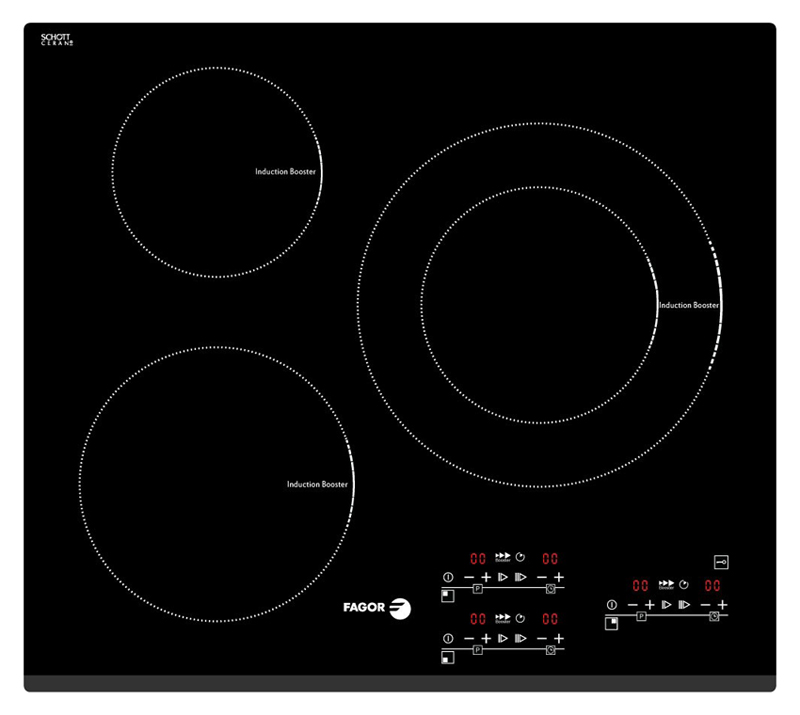 SCHOTT
CERAN®
Induction Booster
Induction Booster
Induction Booster
00 Booster 00
P
00 Booster 00
P
FAGOR
00 Booster 00
P